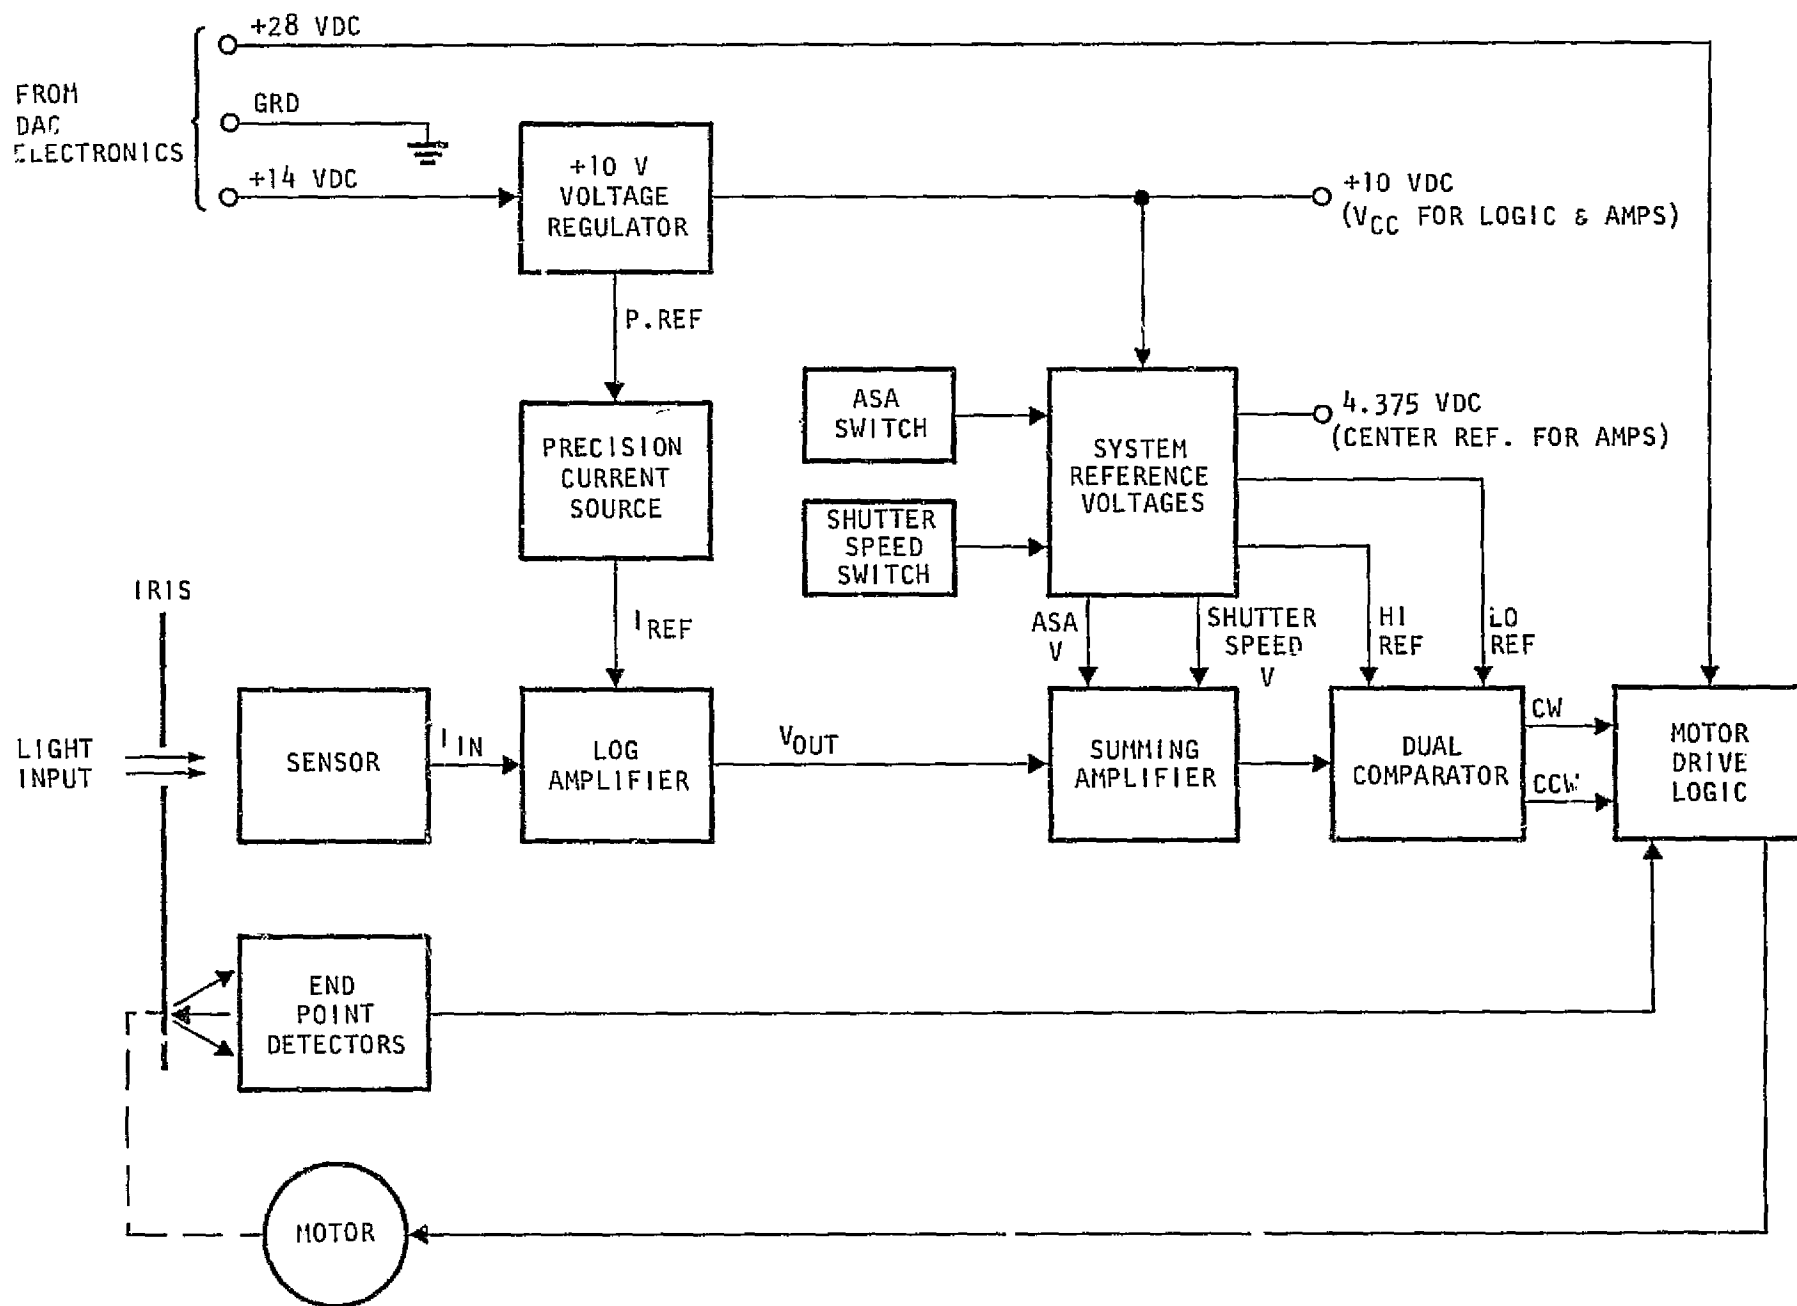 +28 VDC
FROM
DAC
ELECTRONICS
GRD
+14 VDC
+10 V
VOLTAGE
REGULATOR
+10 VDC
(VCC FOR LOGIC & AMPS)
P.REF
PRECISION
CURRENT
SOURCE
ASA
SWITCH
SHUTTER
SPEED
SWITCH
SYSTEM
REFERENCE
VOLTAGES
4.375 VDC
(CENTER REF. FOR AMPS)
IRIS
IREF
ASA
V
SHUTTER
SPEED
V
HI
REF
LO
REF
LIGHT
INPUT
SENSOR
IIN
LOG
AMPLIFIER
VOUT
SUMMING
AMPLIFIER
DUAL
COMPARATOR
CW
CCW
MOTOR
DRIVE
LOGIC
END
POINT
DETECTORS
MOTOR